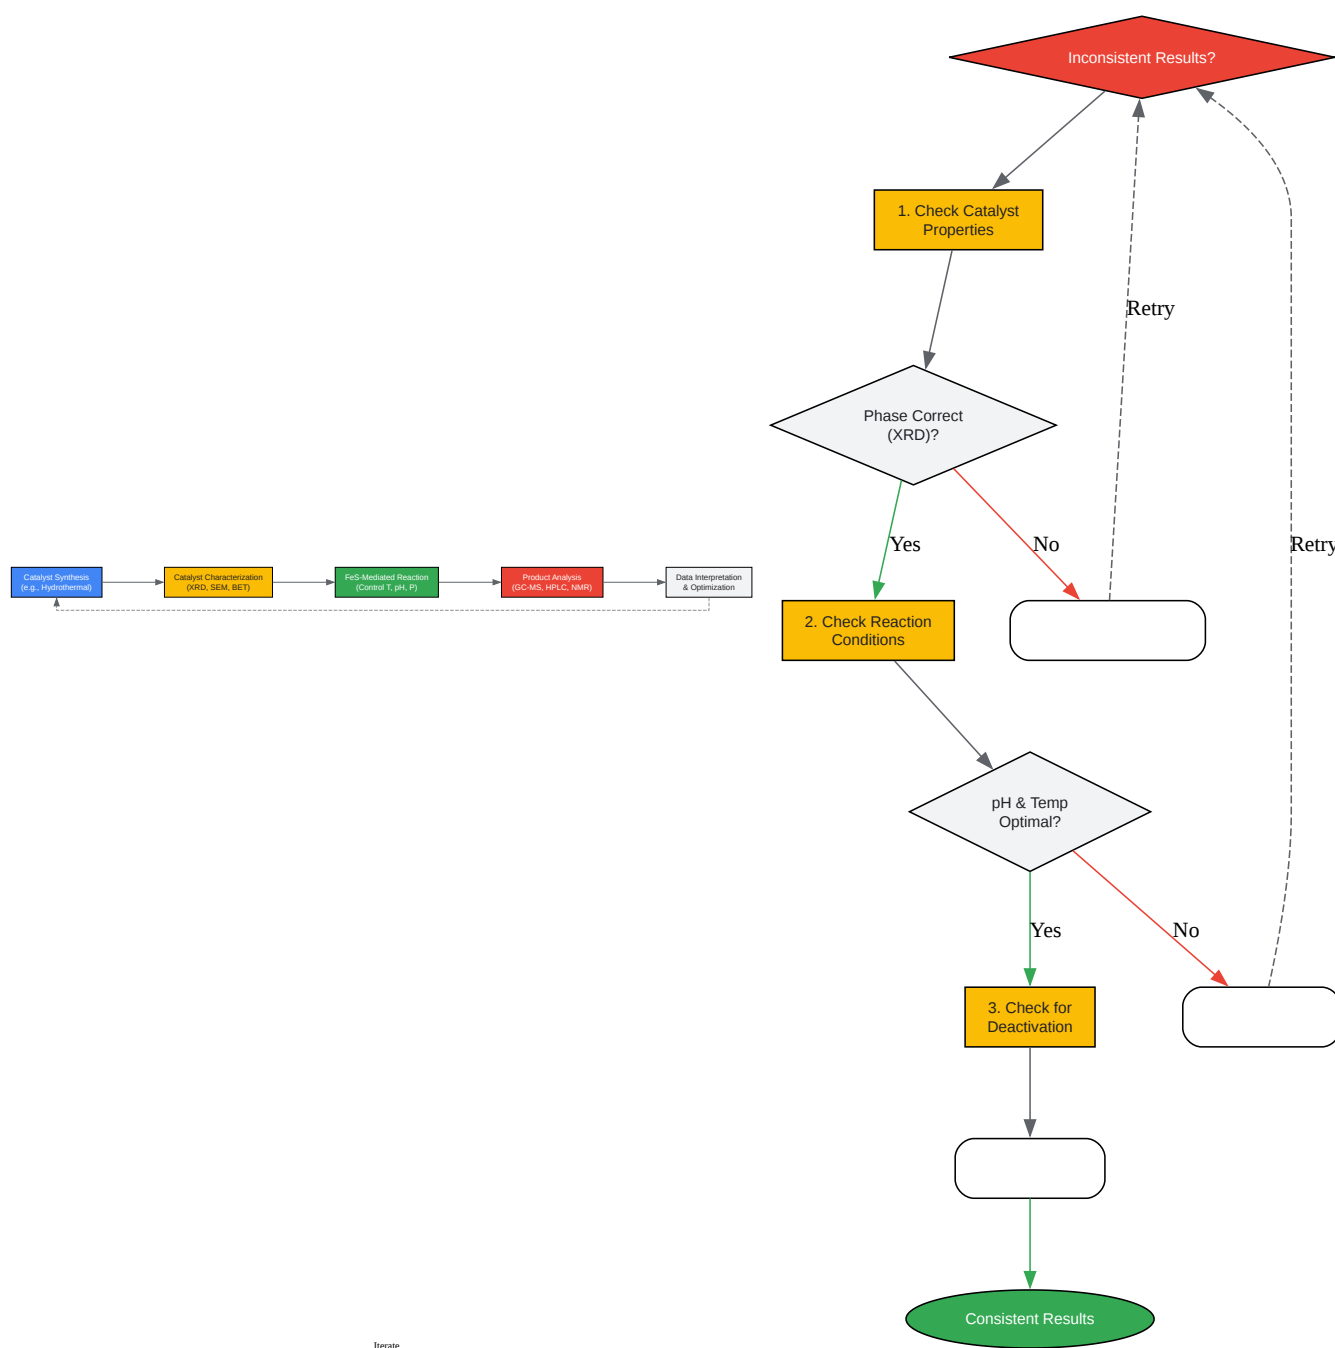 Inconsistent Results?
1. Check Catalyst
Properties
Retry
Phase Correct
(XRD)?
Yes
No
Retry
Catalyst Synthesis
(e.g., Hydrothermal)
Catalyst Characterization
(XRD, SEM, BET)
FeS-Mediated Reaction
(Control T, pH, P)
Product Analysis
(GC-MS, HPLC, NMR)
Data Interpretation
& Optimization
2. Check Reaction
Conditions
pH & Temp
Optimal?
Yes
No
3. Check for
Deactivation
Consistent Results
Iterate